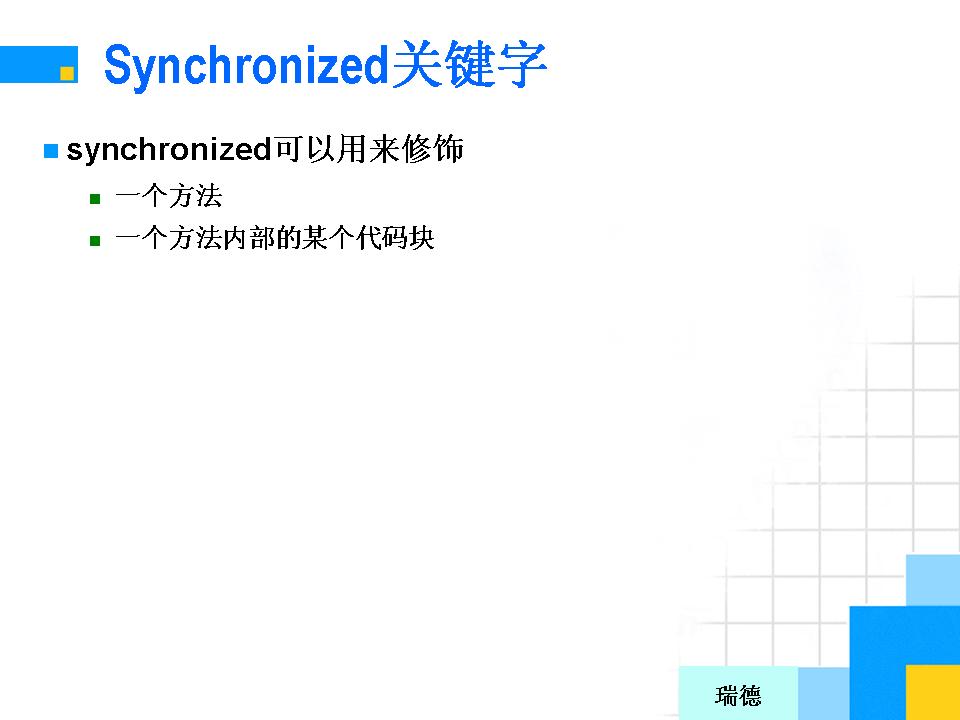 Synchronized关键字
synchronized可以用来修饰
一个方法
一个方法内部的某个代码块
瑞德